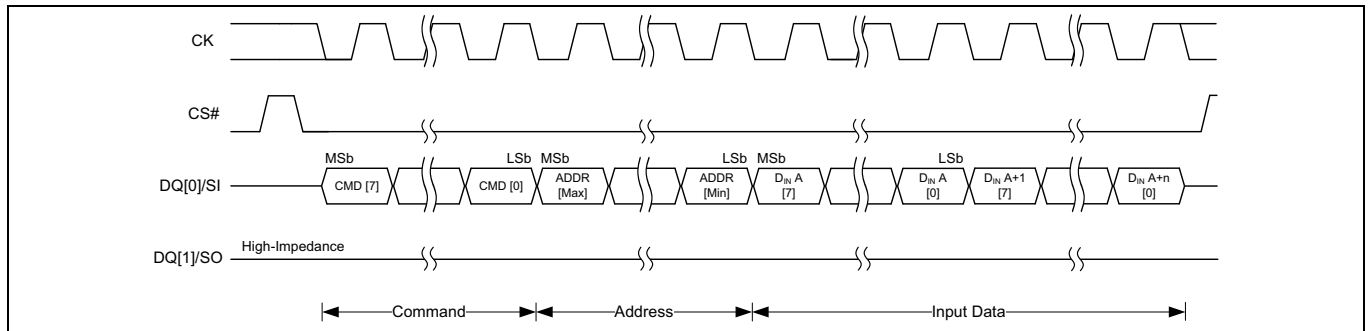 CK
CS#
MSb LSb MSb LSb MSb LSb
DQ[0]/SI CMD [7] CMD [0] ADDR [Max] ADDR [Min] DIN A [7] DIN A [0] DIN A+1 [7] DIN A+n [0]
High-Impedance
DQ[1]/SO
Command Address Input Data